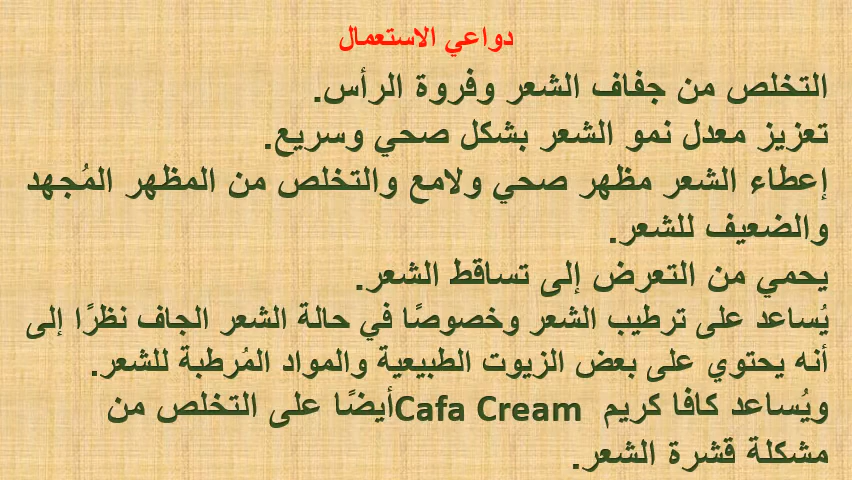 دواعي الاستعمال
التخلص من جفاف الشعر وفروة الرأس.
تعزيز معدل نمو الشعر بشكل صحي وسريع.
إعطاء الشعر مظهر صحي ولامع والتخلص من المظهر المُجهد
والضعيف للشعر.
يحمي من التعرض إلى تساقط الشعر.
يُساعد على ترطيب الشعر وخصوصًا في حالة الشعر الجاف نظرًا إلى
أنه يحتوي على بعض الزيوت الطبيعية والمواد المُرطبة للشعر.
ويُساعد كافا كريم Cafa Cream أيضًا على التخلص من
مشكلة قشرة الشعر.